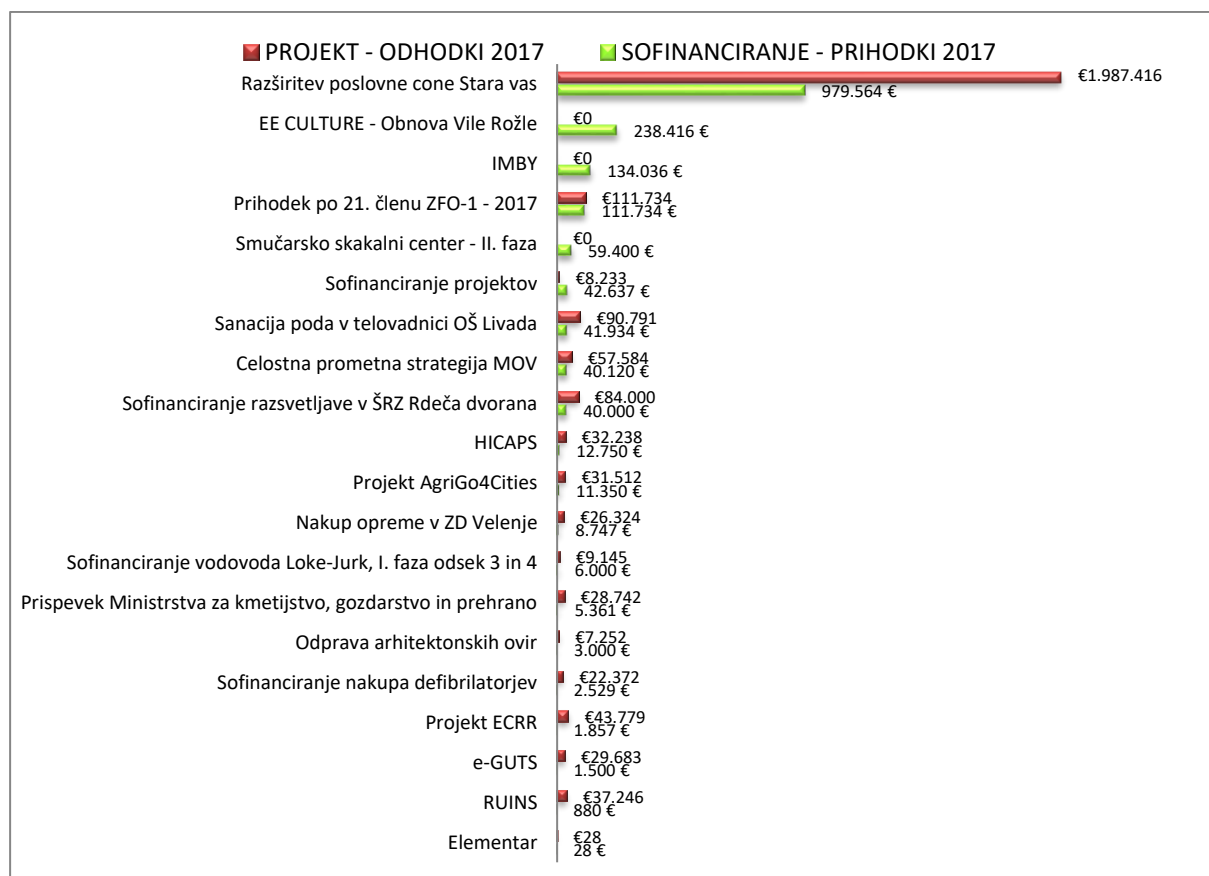 PROJEKT - ODHODKI 2017 SOFINANCIRANJE - PRIHODKI 2017
Razširitev poslovne cone Stara vas
€1.987.416
979.564 €
EE CULTURE - Obnova Vile Rožle
€0
238.416 €
IMBY
€0
134.036 €
Prihodek po 21. členu ZFO-1 - 2017
€111.734
111.734 €
Smučarsko skakalni center - II. faza
€0
59.400 €
Sofinanciranje projektov
€8.233
42.637 €
Sanacija poda v telovadnici OŠ Livada
€90.791
41.934 €
Celostna prometna strategija MOV
€57.584
40.120 €
Sofinanciranje razsvetljave v ŠRZ Rdeča dvorana
€84.000
40.000 €
HICAPS
€32.238
12.750 €
Projekt AgriGo4Cities
€31.512
11.350 €
Nakup opreme v ZD Velenje
€26.324
8.747 €
Sofinanciranje vodovoda Loke-Jurk, I. faza odsek 3 in 4
€9.145
6.000 €
Prispevek Ministrstva za kmetijstvo, gozdarstvo in prehrano
€28.742
5.361 €
Odprava arhitektonskih ovir
€7.252
3.000 €
Sofinanciranje nakupa defibrilatorjev
€22.372
2.529 €
Projekt ECRR
€43.779
1.857 €
e-GUTS
€29.683
1.500 €
RUINS
€37.246
880 €
Elementar
€28
28 €